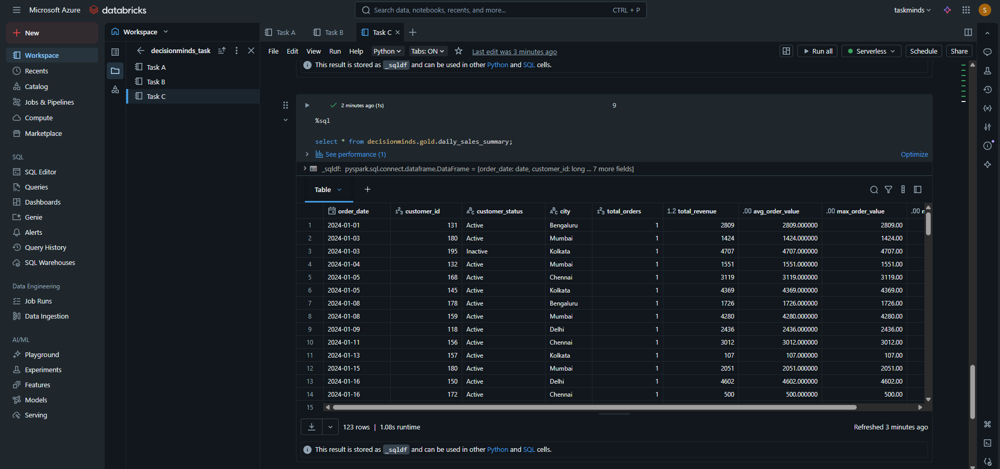 Microsoft Azure databricks Search data, notebooks, recents, and more... CTRL + P taskminds S
New
Workspace
Recents
Catalog
Jobs & Pipelines
Compute
Marketplace
SQL
SQL Editor
Queries
Dashboards
Genie
Alerts
Query History
SQL Warehouses
Data Engineering
Job Runs
Data Ingestion
AI/ML
Playground
Experiments
Features
Models
Serving
Workspace
decisionminds_task
Task A
Task B
Task C
Task A Task B Task C
File Edit View Run Help Python Tabs: ON Last edit was 3 minutes ago Run all Serverless Schedule Share
This result is stored as _sqldf and can be used in other Python and SQL cells.
2 minutes ago (1s) 9
%sql
select * from decisionminds.gold.daily_sales_summary;
See performance (1) Optimize
_sqldf: pyspark.sql.connect.dataframe.DataFrame = [order_date: date, customer_id: long ... 7 more fields]
Table +
order_date 123 customer_id ABC customer_status ABC city 123 total_orders 1.2 total_revenue .00 avg_order_value .00 max_order_value .00
1 2024-01-01 131 Active Bengaluru 1 2809 2809.000000 2809.00
2 2024-01-03 180 Active Mumbai 1 1424 1424.000000 1424.00
3 2024-01-03 195 Inactive Kolkata 1 4707 4707.000000 4707.00
4 2024-01-04 132 Active Mumbai 1 1551 1551.000000 1551.00
5 2024-01-05 168 Active Chennai 1 3119 3119.000000 3119.00
6 2024-01-05 145 Active Kolkata 1 4369 4369.000000 4369.00
7 2024-01-08 178 Active Bengaluru 1 1726 1726.000000 1726.00
8 2024-01-08 159 Active Mumbai 1 4280 4280.000000 4280.00
9 2024-01-09 118 Active Delhi 1 2436 2436.000000 2436.00
10 2024-01-11 156 Active Chennai 1 3012 3012.000000 3012.00
11 2024-01-13 157 Active Kolkata 1 107 107.000000 107.00
12 2024-01-15 180 Active Mumbai 1 2051 2051.000000 2051.00
13 2024-01-16 150 Active Delhi 1 4602 4602.000000 4602.00
14 2024-01-16 172 Active Chennai 1 500 500.000000 500.00
15
123 rows | 1.08s runtime Refreshed 3 minutes ago
This result is stored as _sqldf and can be used in other Python and SQL cells.